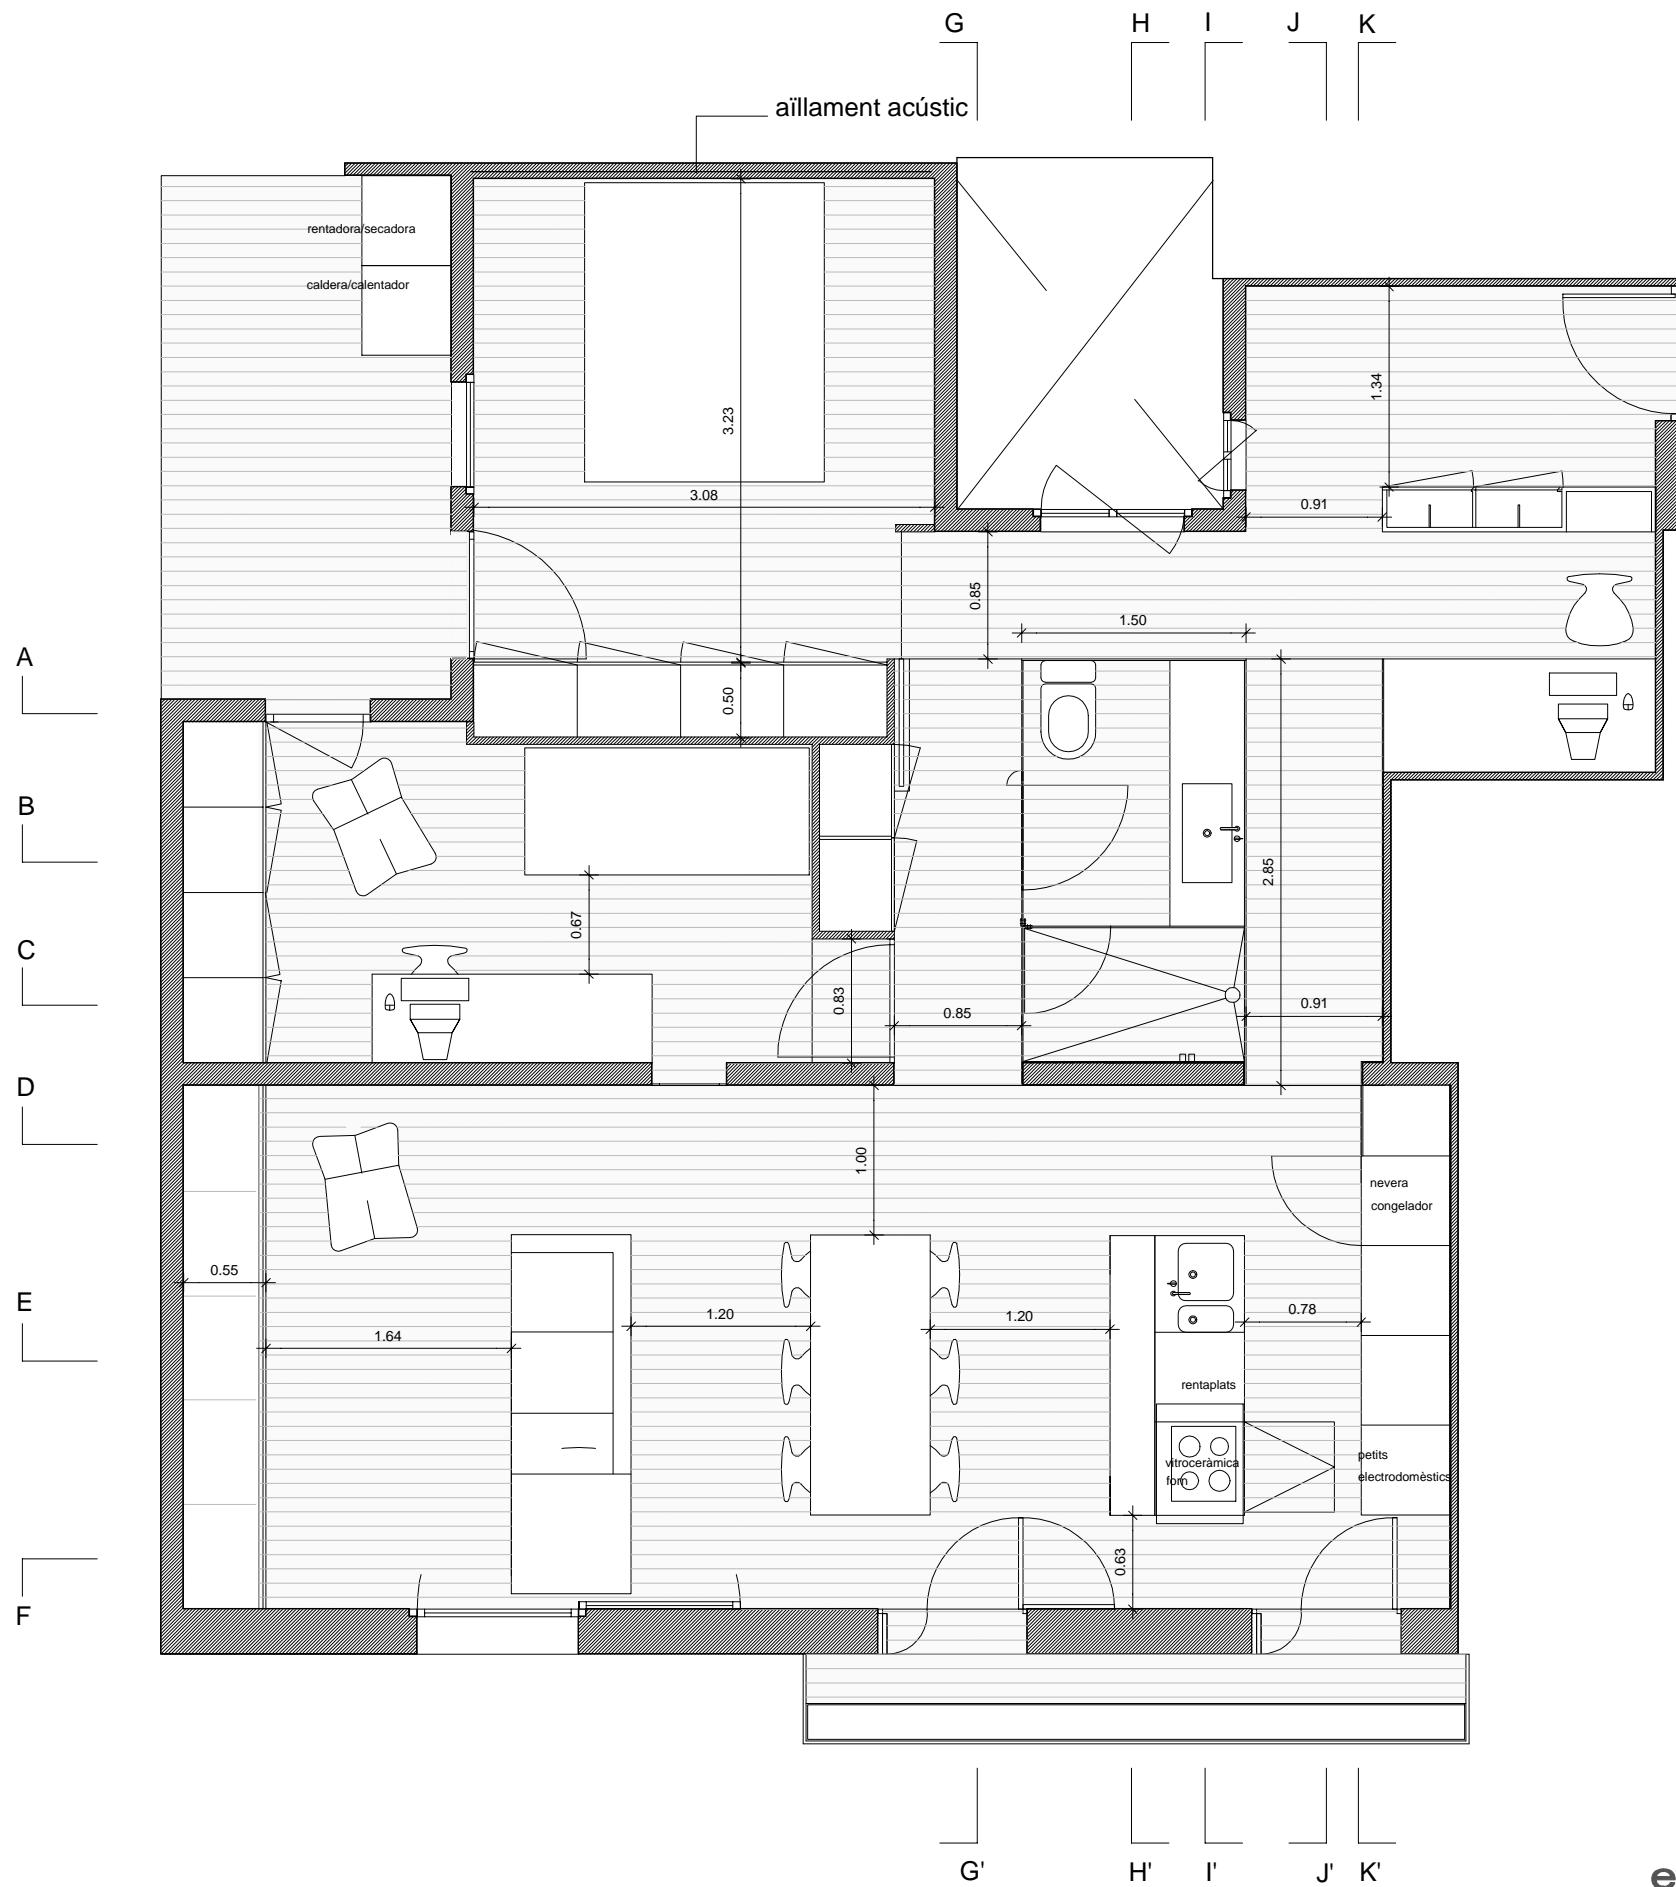 G H I J K
aïllament acústic
rentadora/secadora
caldera/calentador
1.34
3.23
3.08
0.91
0.85
1.50
A
0.50
B
2.85
0.67
C
0.83
0.85
0.91
D
1.00
nevera
congelador
0.55
E
1.20
1.20
0.78
1.64
rentaplats
petits
vitroceràmica
electrodomèstics
forn
0.63
F
G' H' I' J' K'
e